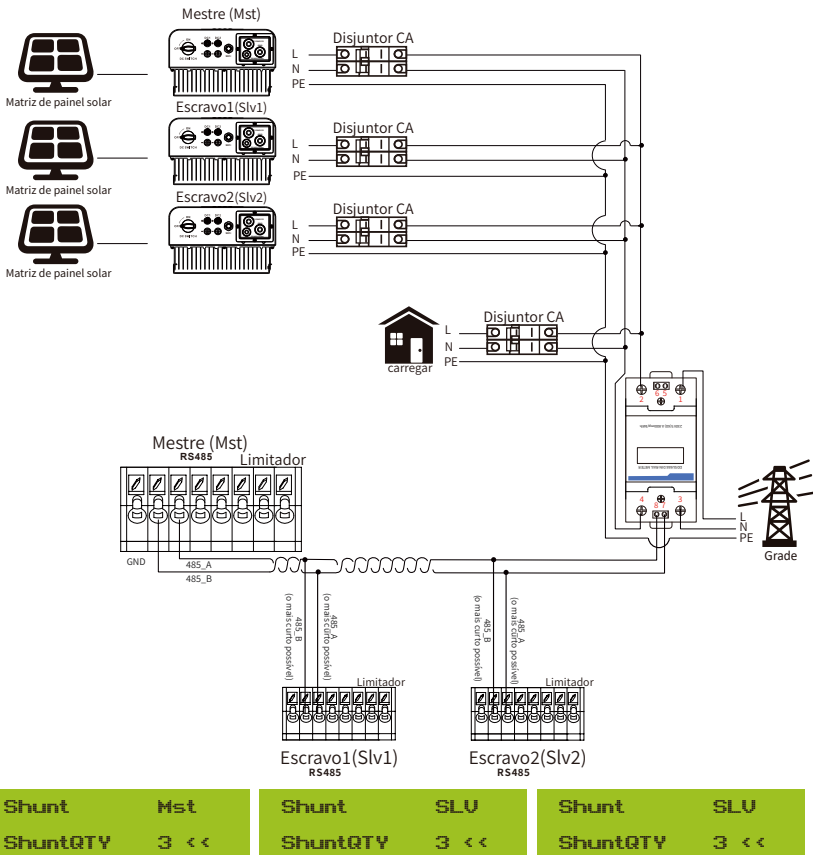 Mestre (Mst)
Disjuntor CA
L
N
PE
Matriz de painel solar
Escravo1(Slv1)
Disjuntor CA
L
N
PE
Matriz de painel solar
Escravo2(Slv2)
Disjuntor CA
L
N
PE
Matriz de painel solar
Disjuntor CA
L
N
PE
carregar
2 6 5 1
4 8 7 3
L
N
PE
Grade
Mestre (Mst)
RS485
Limitador
GND
485_A
485_B
485_B
(o mais curto possível)
485_A
(o mais curto possível)
485_B
(o mais curto possível)
485_A
(o mais curto possível)
Limitador
Limitador
Escravo1(Slv1)
RS485
Escravo2(Slv2)
RS485
Shunt Mst
ShuntQTY 3 <<
Shunt SLV
ShuntQTY 3 <<
Shunt SLV
ShuntQTY 3 <<